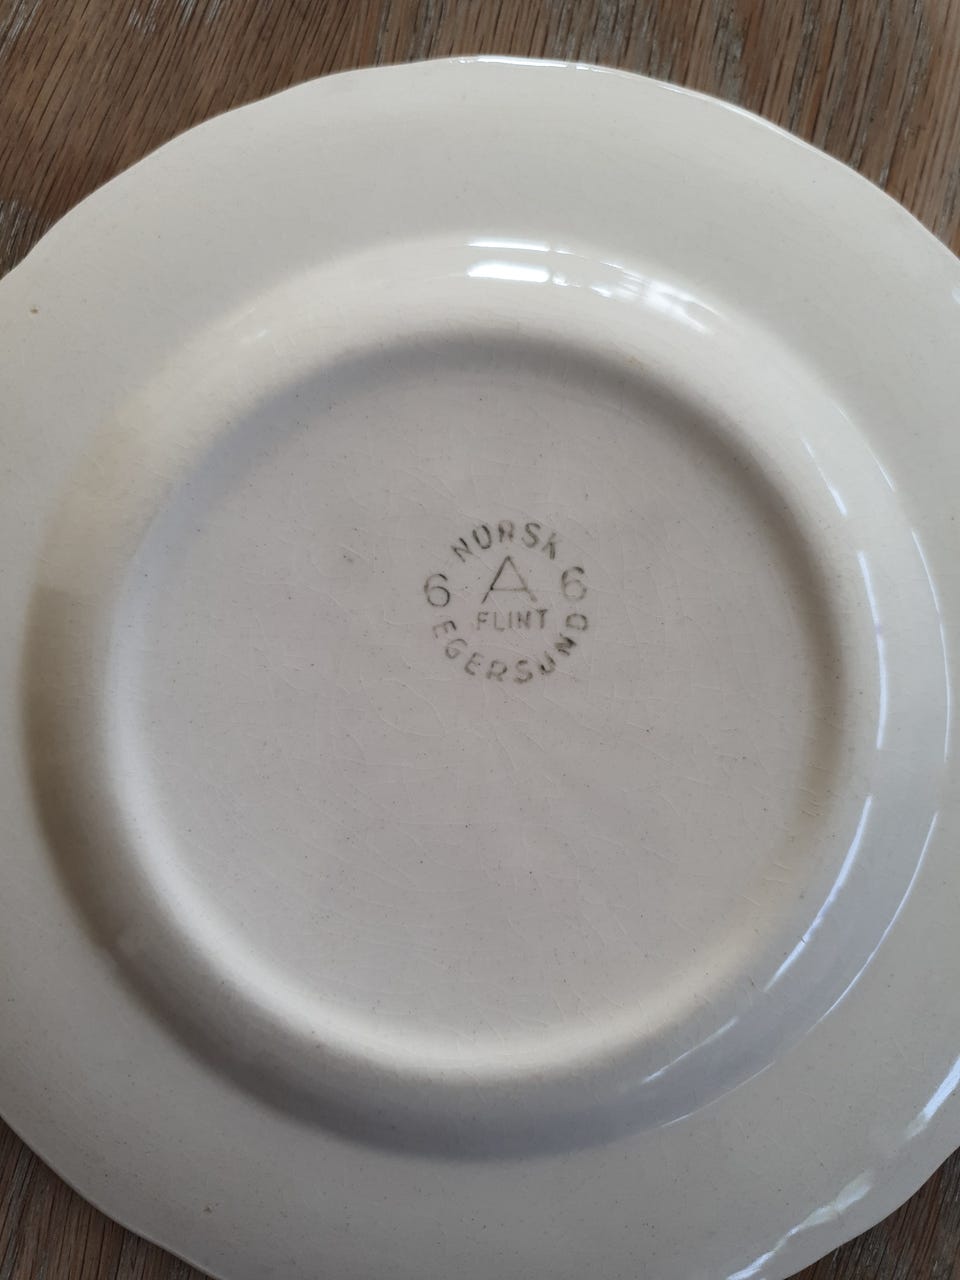 NORSK
6 A 6
FLINT
EGERSUND